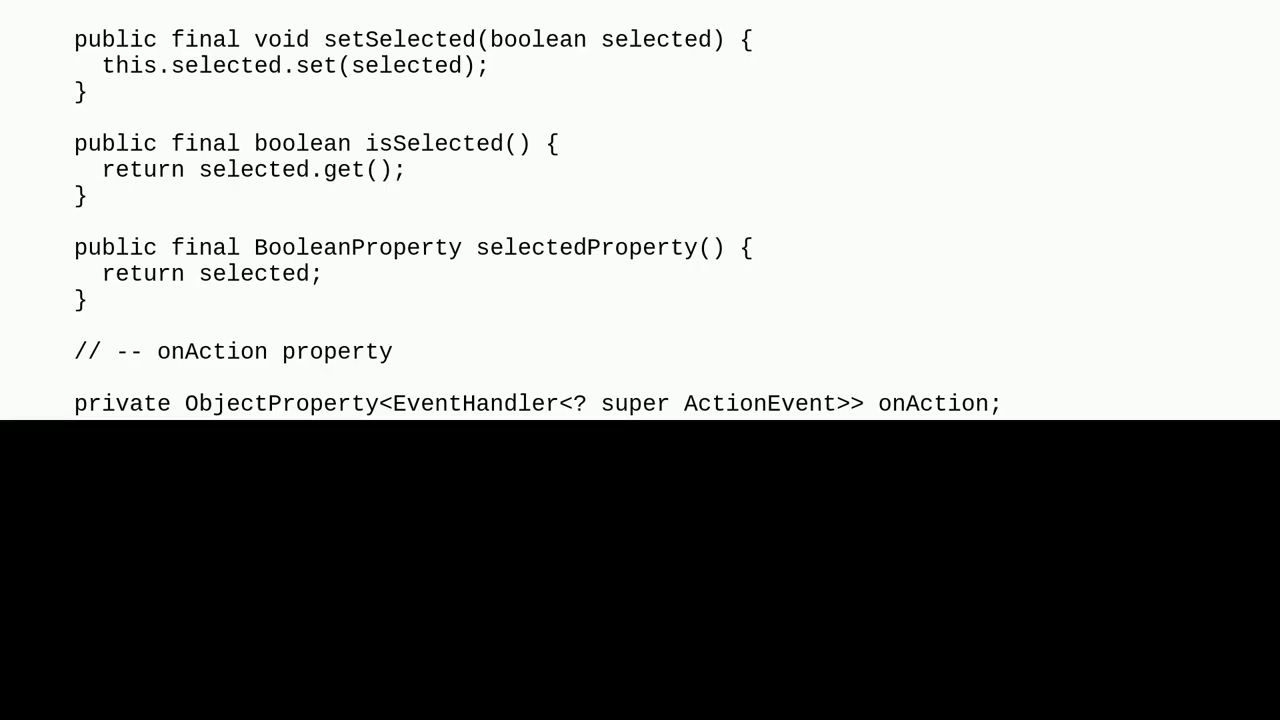 public final void setSelected(boolean selected) {
  this.selected.set(selected);
}

public final boolean isSelected() {
  return selected.get();
}

public final BooleanProperty selectedProperty() {
  return selected;
}

// -- onAction property

private ObjectProperty<EventHandler<? super ActionEvent>> onAction;